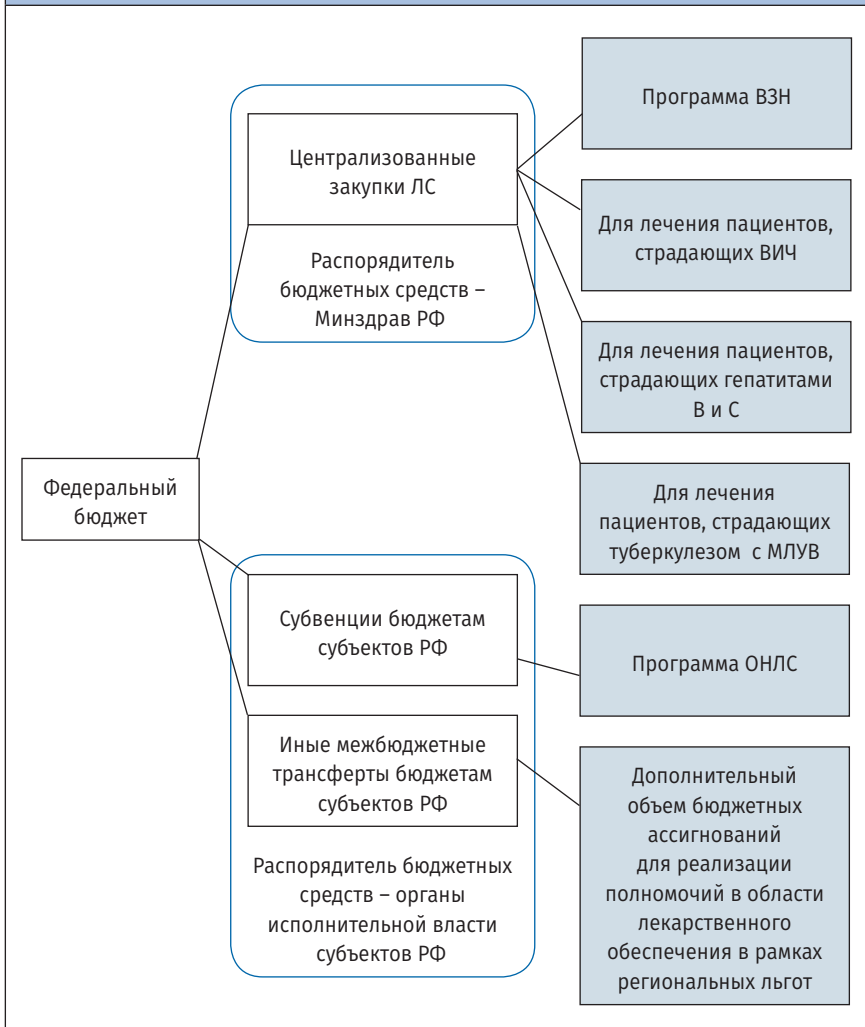 Программа ВЗН
Централизованные
закупки ЛС
Распорядитель
бюджетных средств –
Минздрав РФ
Для лечения пациентов,
страдающих ВИЧ
Для лечения пациентов,
страдающих гепатитами
В и С
Федеральный
бюджет
Для лечения
пациентов, страдающих
туберкулезом с МЛУВ
Субвенции бюджетам
субъектов РФ
Программа ОНЛС
Иные межбюджетные
трансферты бюджетам
субъектов РФ
Распорядитель бюджетных
средств – органы
исполнительной власти
субъектов РФ
Дополнительный
объем бюджетных
ассигнований
для реализации
полномочий в области
лекарственного
обеспечения в рамках
региональных льгот